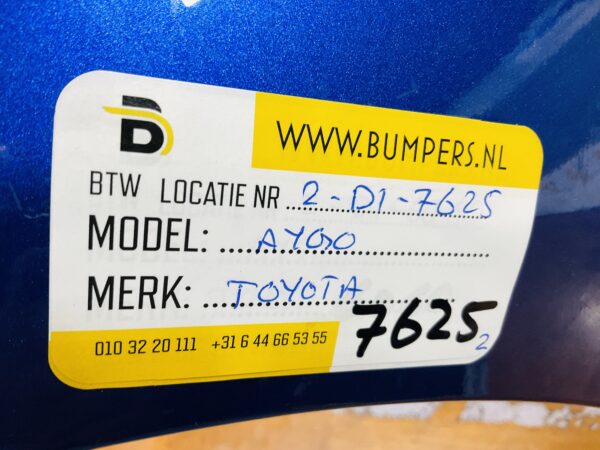 D
WWW.BUMPERS.NL
BTW LOCATIE NR 2-D1-7625
MODEL: AYGO
MERK: TOYOTA
7625 2
010 32 20 111 +31 6 44 66 53 55